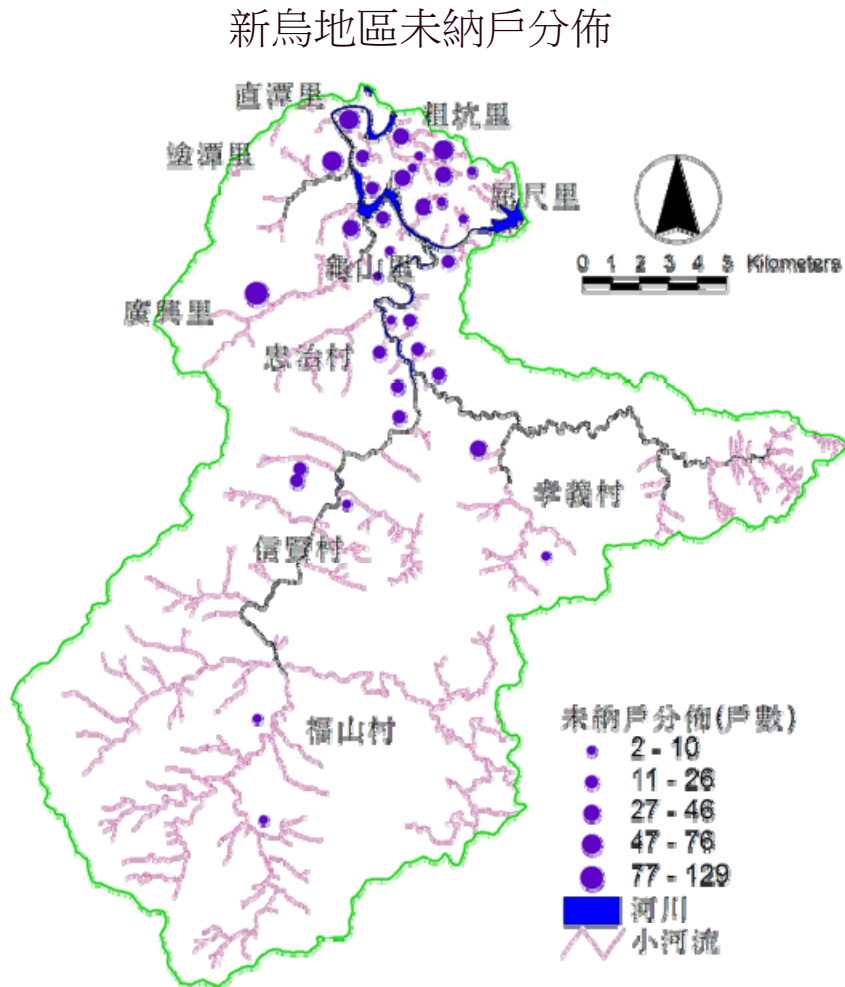 新烏地區未納戶分佈
直潭里
粗坑里
塗潭里
屈尺里
0 1 2 3 4 5 Kilometers
龜山里
廣興里
忠治村
孝義村
信賢村
福山村
未納戶分佈(戶數)
2 - 10
11 - 26
27 - 46
47 - 76
77 - 129
河川
小河流